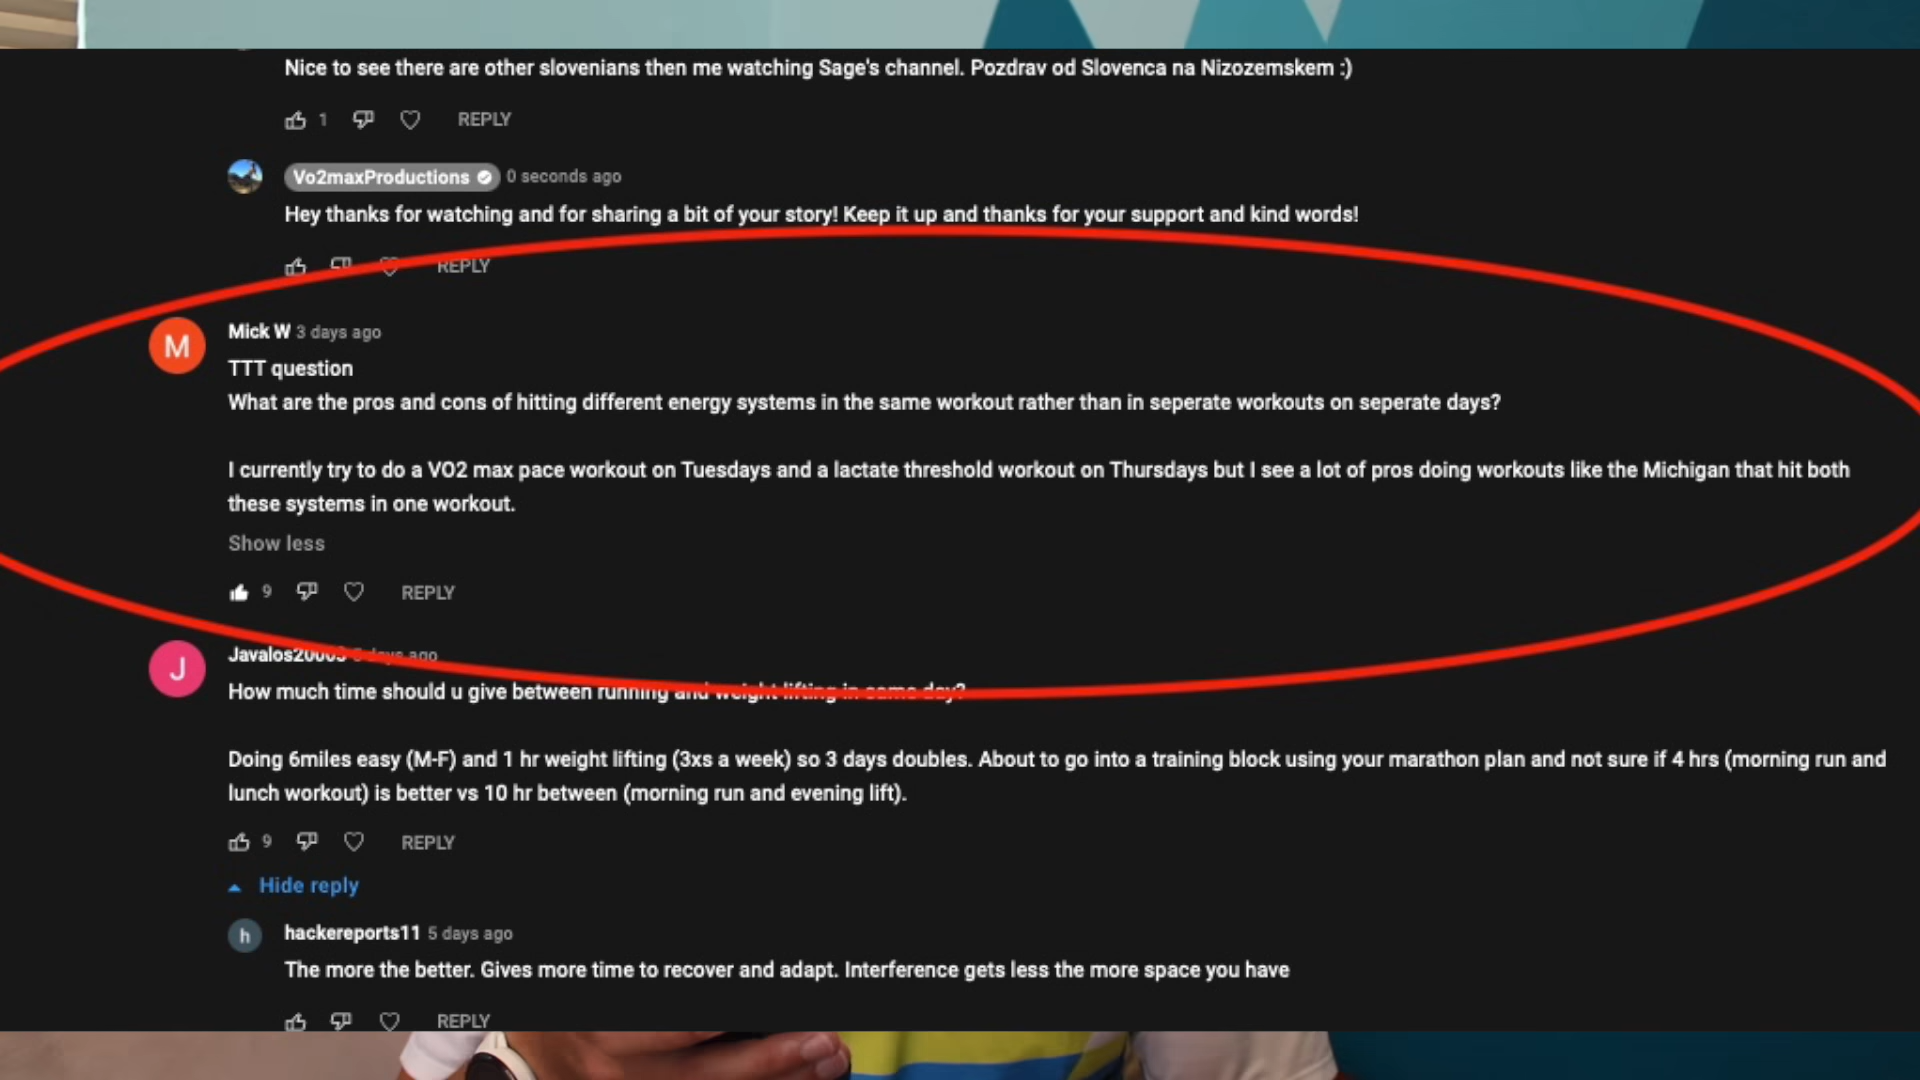 Nice to see there are other slovenians then me watching Sage's channel. Pozdrav od Slovenca na Nizozemskem :)
1 REPLY
Vo2maxProductions 0 seconds ago
Hey thanks for watching and for sharing a bit of your story! Keep it up and thanks for your support and kind words!
REPLY
M
Mick W 3 days ago
TTT question
What are the pros and cons of hitting different energy systems in the same workout rather than in seperate workouts on seperate days?
I currently try to do a VO2 max pace workout on Tuesdays and a lactate threshold workout on Thursdays but I see a lot of pros doing workouts like the Michigan that hit both
these systems in one workout.
Show less
9 REPLY
J
days ago
How much time should u give between running and weight lifting in same day?
Doing 6miles easy (M-F) and 1 hr weight lifting (3xs a week) so 3 days doubles. About to go into a training block using your marathon plan and not sure if 4 hrs (morning run and
lunch workout) is better vs 10 hr between (morning run and evening lift).
9 REPLY
Hide reply
h
hackereports11 5 days ago
The more the better. Gives more time to recover and adapt. Interference gets less the more space you have
REPLY